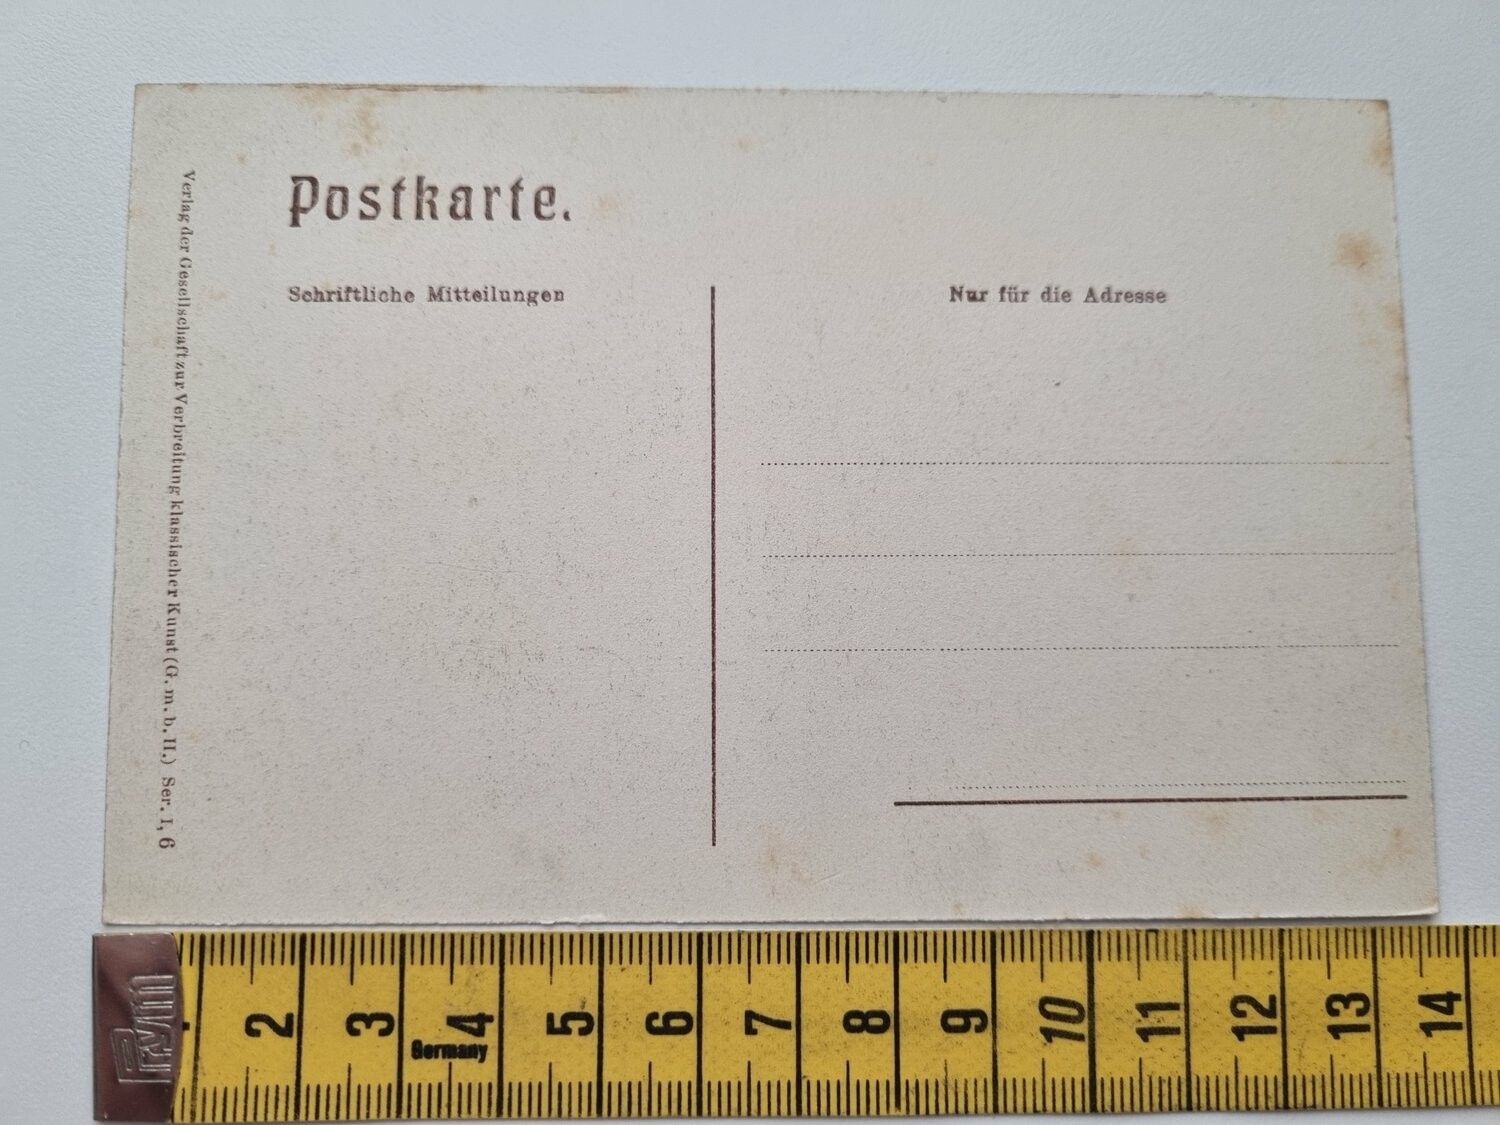 Postkarte.
Schriftliche Mitteilungen
Nur für die Adresse
Verlag der Gesellschaft zur Verbreitung klassischer Kunst (G. m. b. H.) Ser. I, 6
Prym
2 3 4 5 6 7 8 9 10 11 12 13 14
Germany